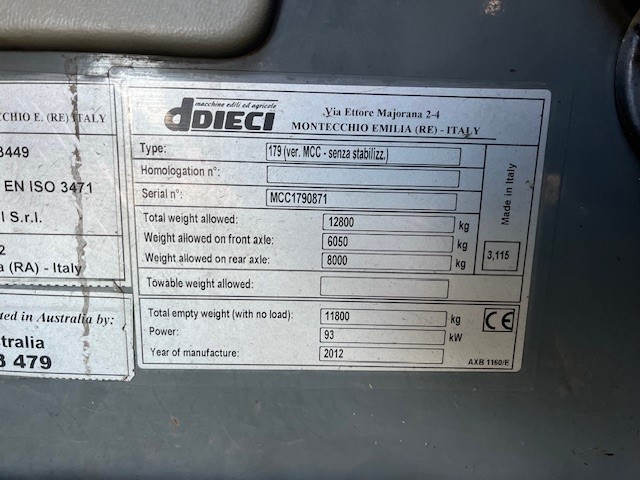 CCHIO E. (RE) ITALY
3449
EN ISO 3471
I S.r.l.
2
a (RA) - Italy
ted in Australia by:
stralia
3 479
macchine edili ed agricole
dDIECI
Via Ettore Majorana 2-4
MONTECCHIO EMILIA (RE) - ITALY
Type: 179 (ver. MCC - senza stabilizz.)
Homologation n°:
Serial n°: MCC1790871
Total weight allowed: 12800 kg
Weight allowed on front axle: 6050 kg
Weight allowed on rear axle: 8000 kg
Towable weight allowed:
Made in Italy
3,115
Total empty weight (with no load): 11800 kg
Power: 93 kW
Year of manufacture: 2012
CE
AXB 1160/E